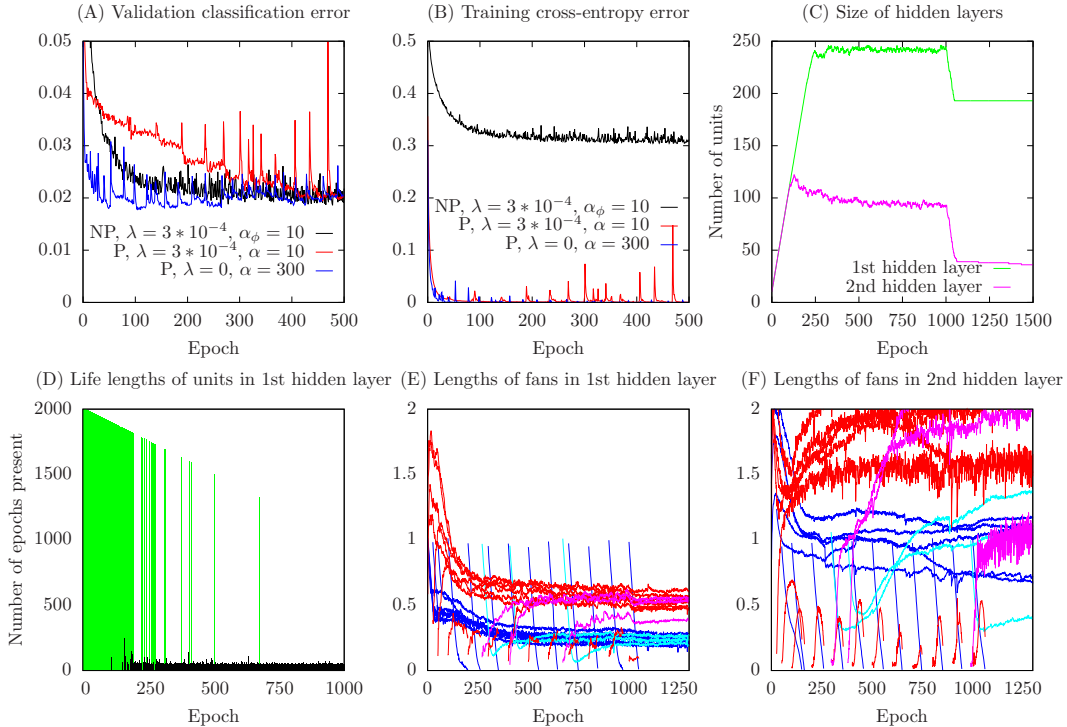 (A) Validation classification error
0.05
0.04
0.03
0.02
0.01
0
NP, λ = 3 * 10⁻⁴, α_ϕ = 10
P, λ = 3 * 10⁻⁴, α = 10
P, λ = 0, α = 300
0 100 200 300 400 500
Epoch
(B) Training cross-entropy error
0.5
0.4
0.3
0.2
0.1
0
NP, λ = 3 * 10⁻⁴, α_ϕ = 10
P, λ = 3 * 10⁻⁴, α = 10
P, λ = 0, α = 300
0 100 200 300 400 500
Epoch
(C) Size of hidden layers
Number of units
250
200
150
100
50
0
1st hidden layer
2nd hidden layer
0 250 500 750 1000 1250 1500
Epoch
(D) Life lengths of units in 1st hidden layer
Number of epochs present
2000
1500
1000
500
0
0 250 500 750 1000
Epoch
(E) Lengths of fans in 1st hidden layer
2
1.5
1
0.5
0
0 250 500 750 1000 1250
Epoch
(F) Lengths of fans in 2nd hidden layer
2
1.5
1
0.5
0
0 250 500 750 1000 1250
Epoch